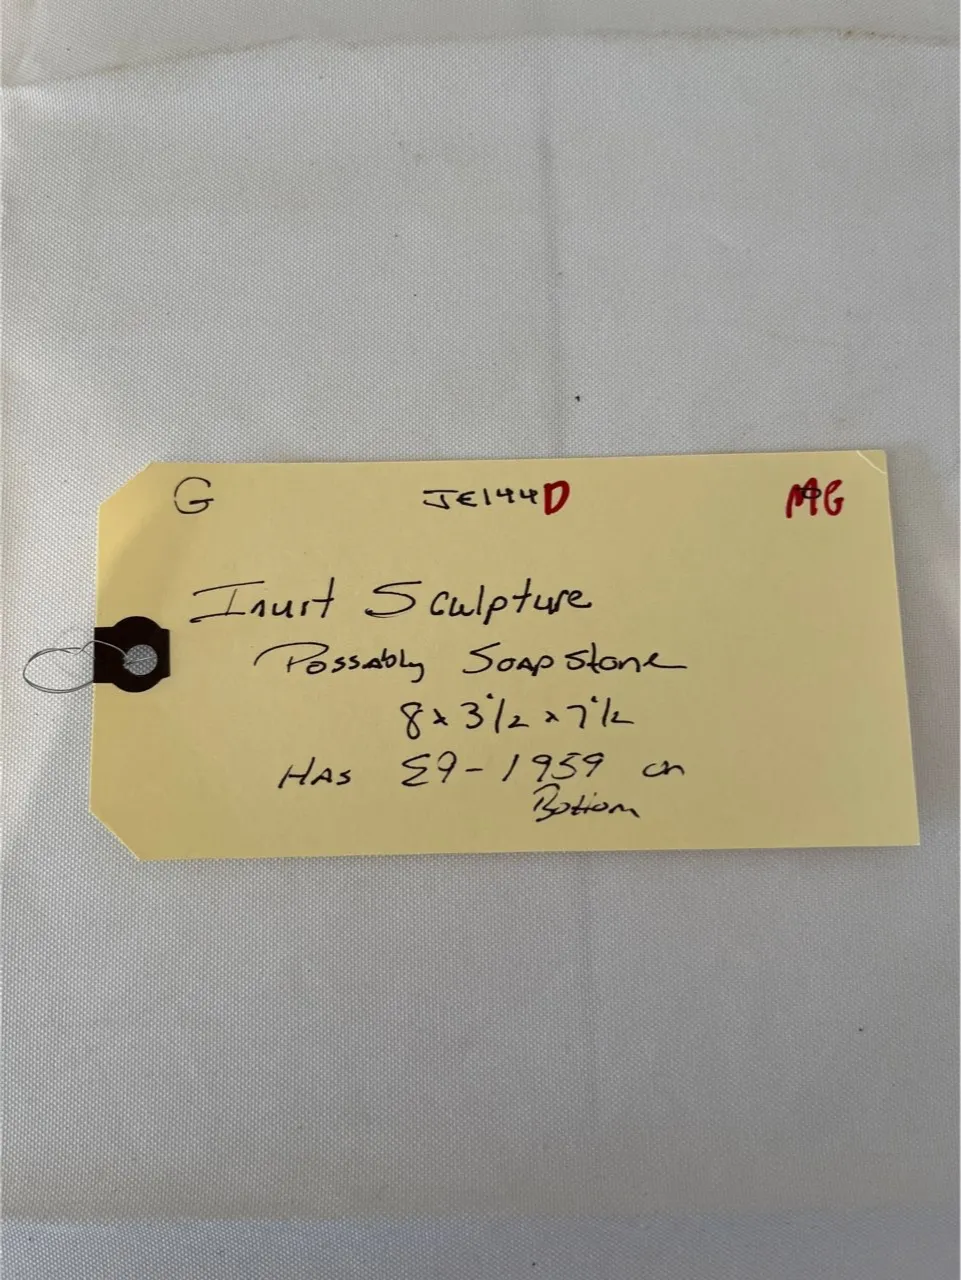 G JE144D MG
Inuit Sculpture
Possably Soapstone
8 x 3 1/2 x 7 1/2
Has E9-1959 on
Bottom